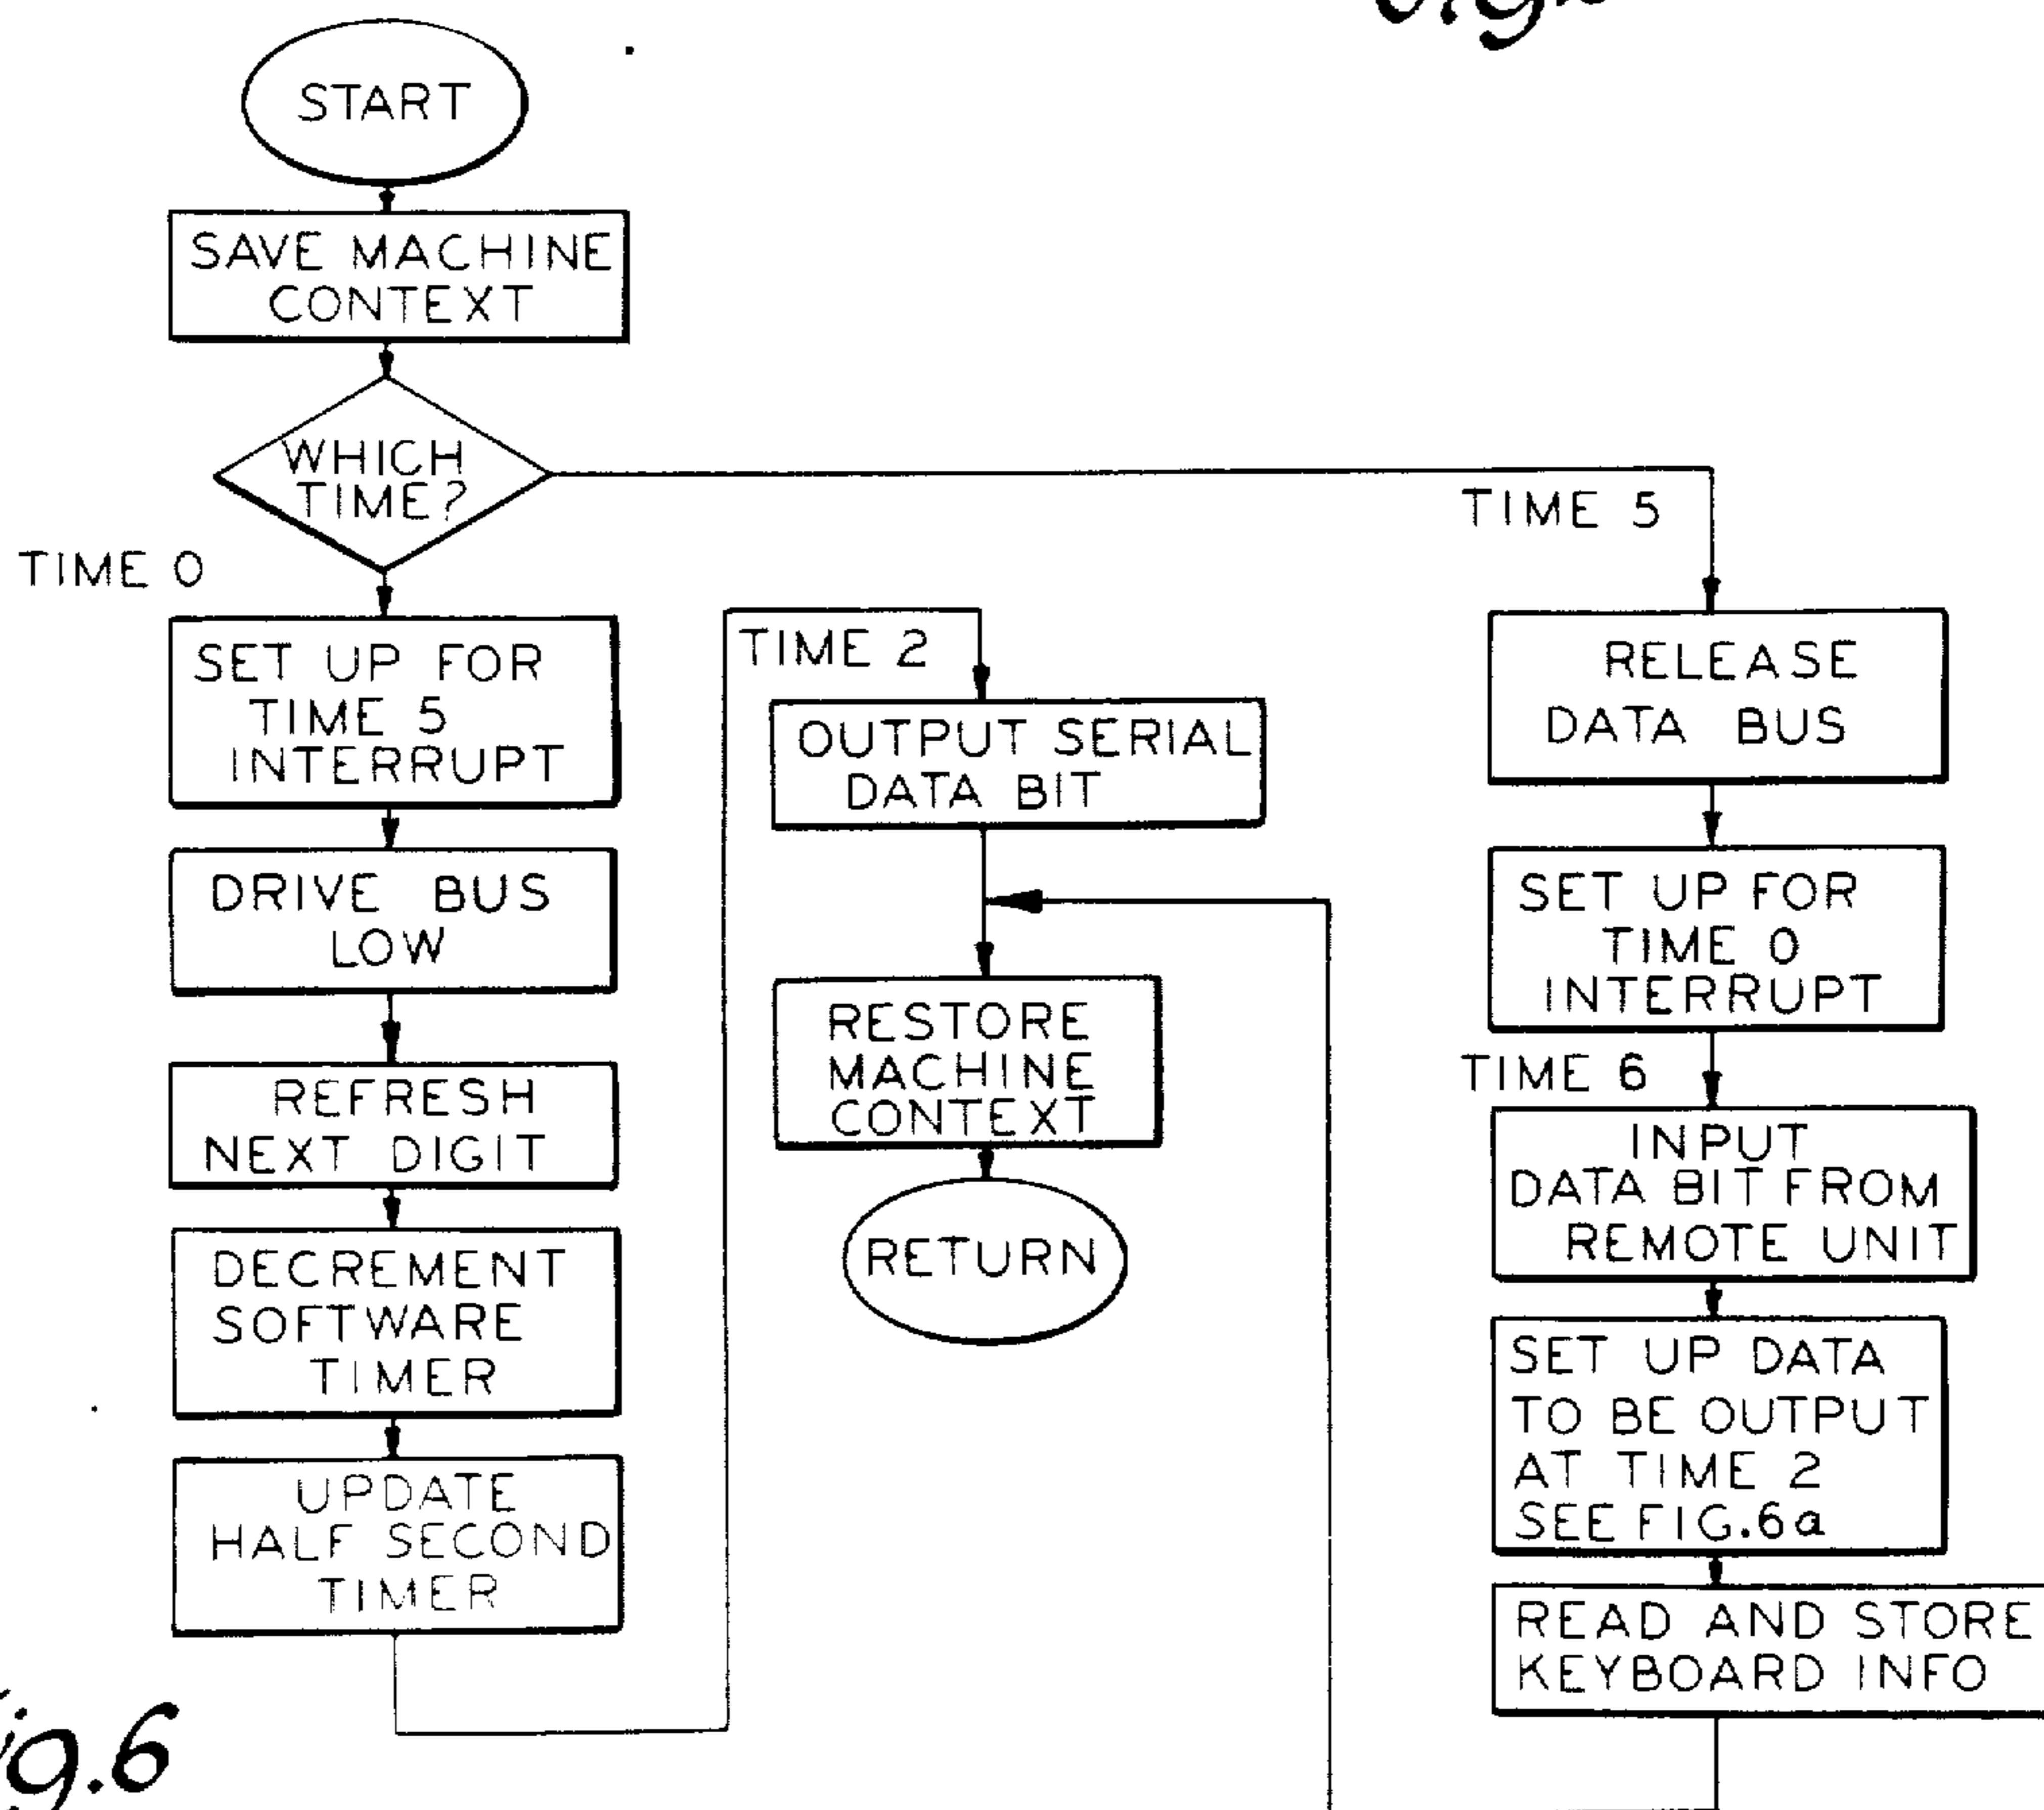 START
SAVE MACHINE
CONTEXT
WHICH
TIME?
TIME 0
SET UP FOR
TIME 5
INTERRUPT
DRIVE BUS
LOW
REFRESH
NEXT DIGIT
DECREMENT
SOFTWARE
TIMER
UPDATE
HALF SECOND
TIMER
TIME 2
OUTPUT SERIAL
DATA BIT
RESTORE
MACHINE
CONTEXT
RETURN
TIME 5
RELEASE
DATA BUS
SET UP FOR
TIME 0
INTERRUPT
TIME 6
INPUT
DATA BIT FROM
REMOTE UNIT
SET UP DATA
TO BE OUTPUT
AT TIME 2
SEE FIG.6a
READ AND STORE
KEYBOARD INFO